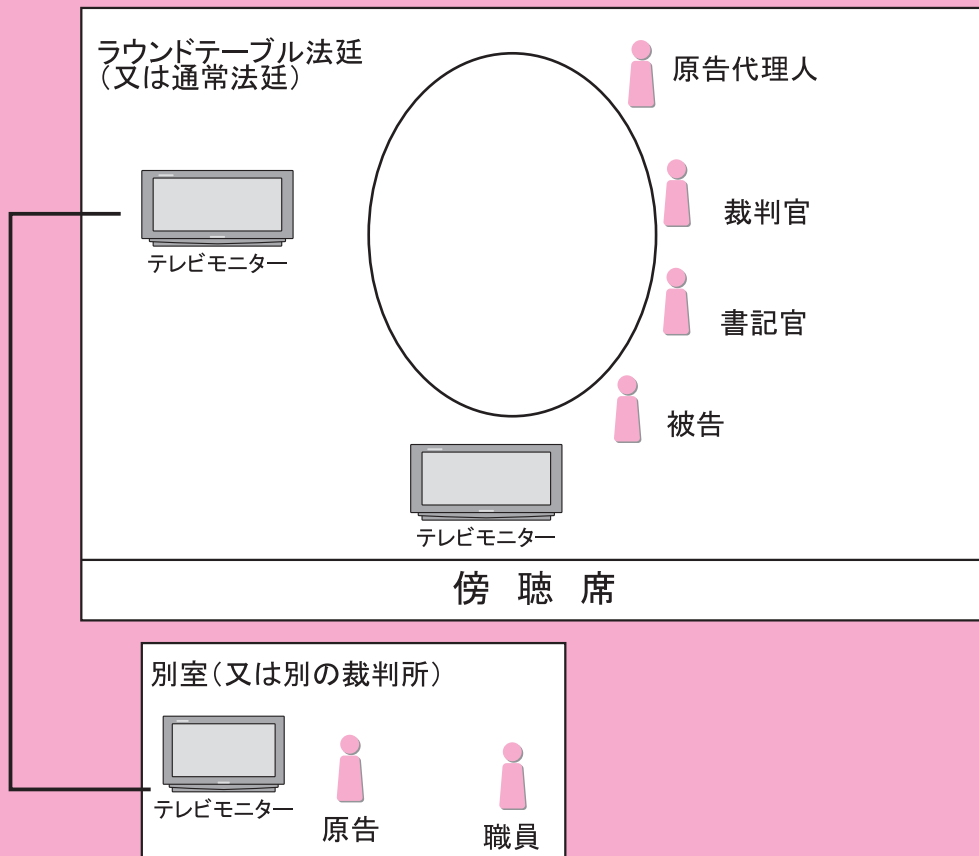 ラウンドテーブル法廷
(又は通常法廷)
原告代理人
裁判官
テレビモニター
書記官
被告
テレビモニター
傍聴席
別室(又は別の裁判所)
テレビモニター
原告
職員